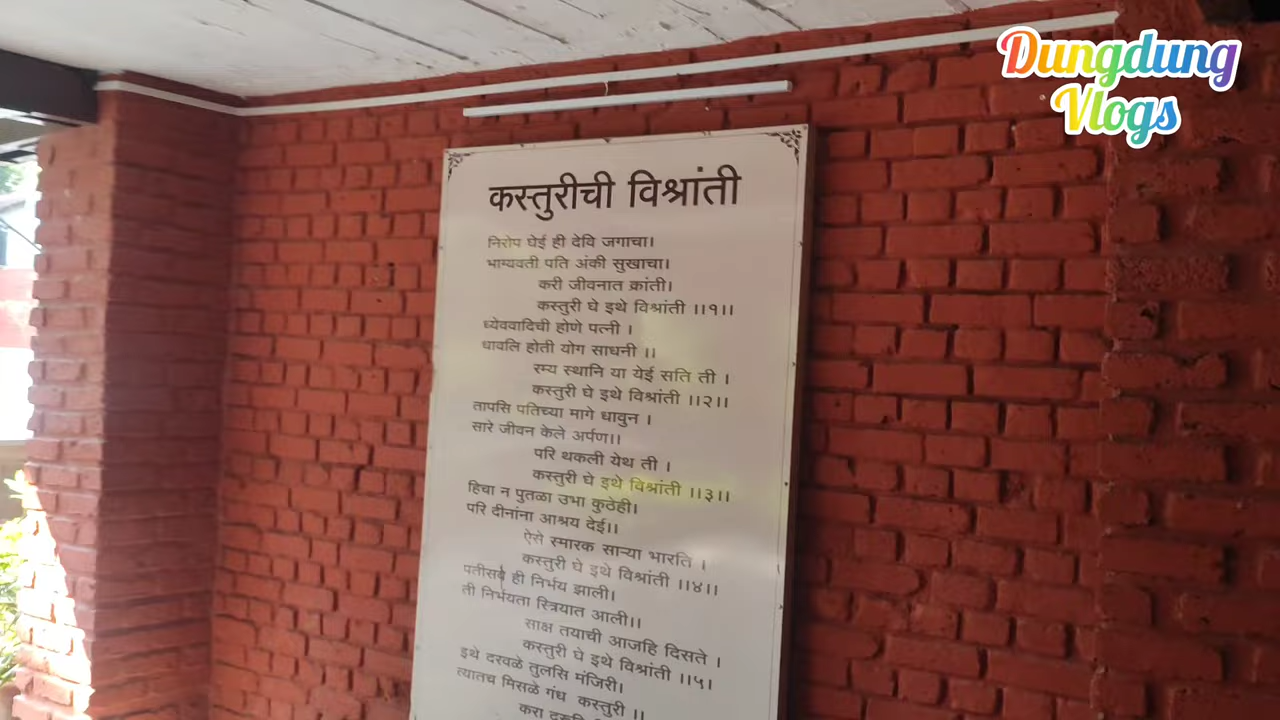 Dungdung
Vlogs
कस्तुरीची विश्रांती
निरोप घेई ही देवि जगाचा।
भाग्यवती पति अंकी सुखाचा।
करी जीवनात क्रांती।
कस्तुरी घे इथे विश्रांती ।।१।।
ध्येववादिची होणे पत्नी ।
धावलि होती योग साधनी ।।
रम्य स्थानि या येई सति ती ।
कस्तुरी घे इथे विश्रांती ।।२।।
तापसि पतिच्या मागे धावुन ।
सारे जीवन केले अर्पण।।
परि थकली येथ ती ।
कस्तुरी घे इथे विश्रांती ।।३।।
हिचा न पुतळा उभा कुठेही।
परि दीनांना आश्रय देई।।
ऐसे स्मारक साऱ्या भारति ।
कस्तुरी घे इथे विश्रांती ।।४।।
पतीसवे ही निर्भय झाली।
ती निर्भयता स्त्रियात आली।।
साक्ष तयाची आजहि दिसते ।
कस्तुरी घे इथे विश्रांती ।।५।
इथे दरवळे तुलसि मंजिरी।
त्यातच मिसळे गंध कस्तुरी ।।
करा